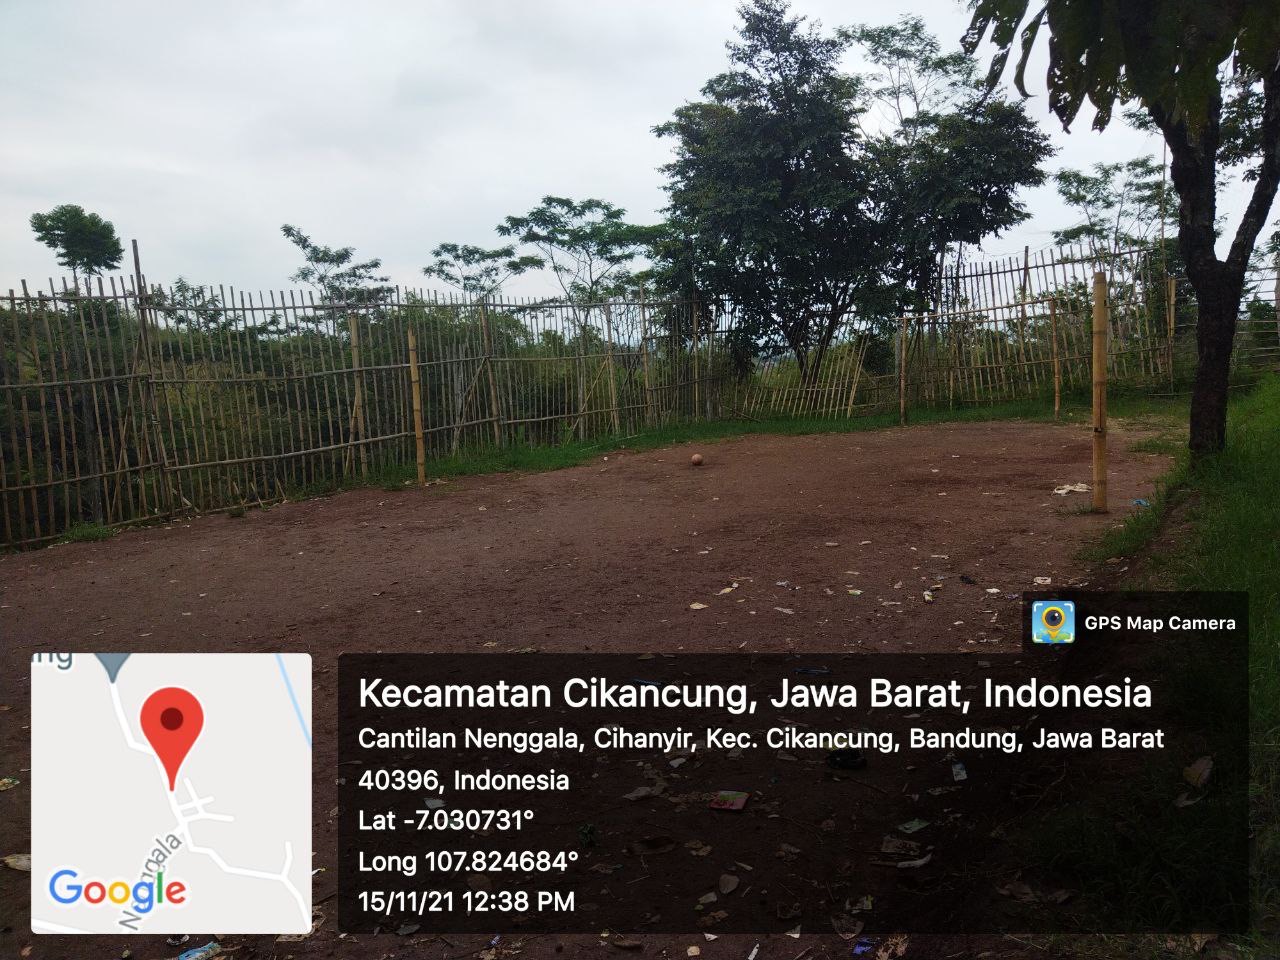 GPS Map Camera
Kecamatan Cikancung, Jawa Barat, Indonesia
Cantilan Nenggala, Cihanyir, Kec. Cikancung, Bandung, Jawa Barat
40396, Indonesia
Lat -7.030731°
Long 107.824684°
15/11/21 12:38 PM
Google